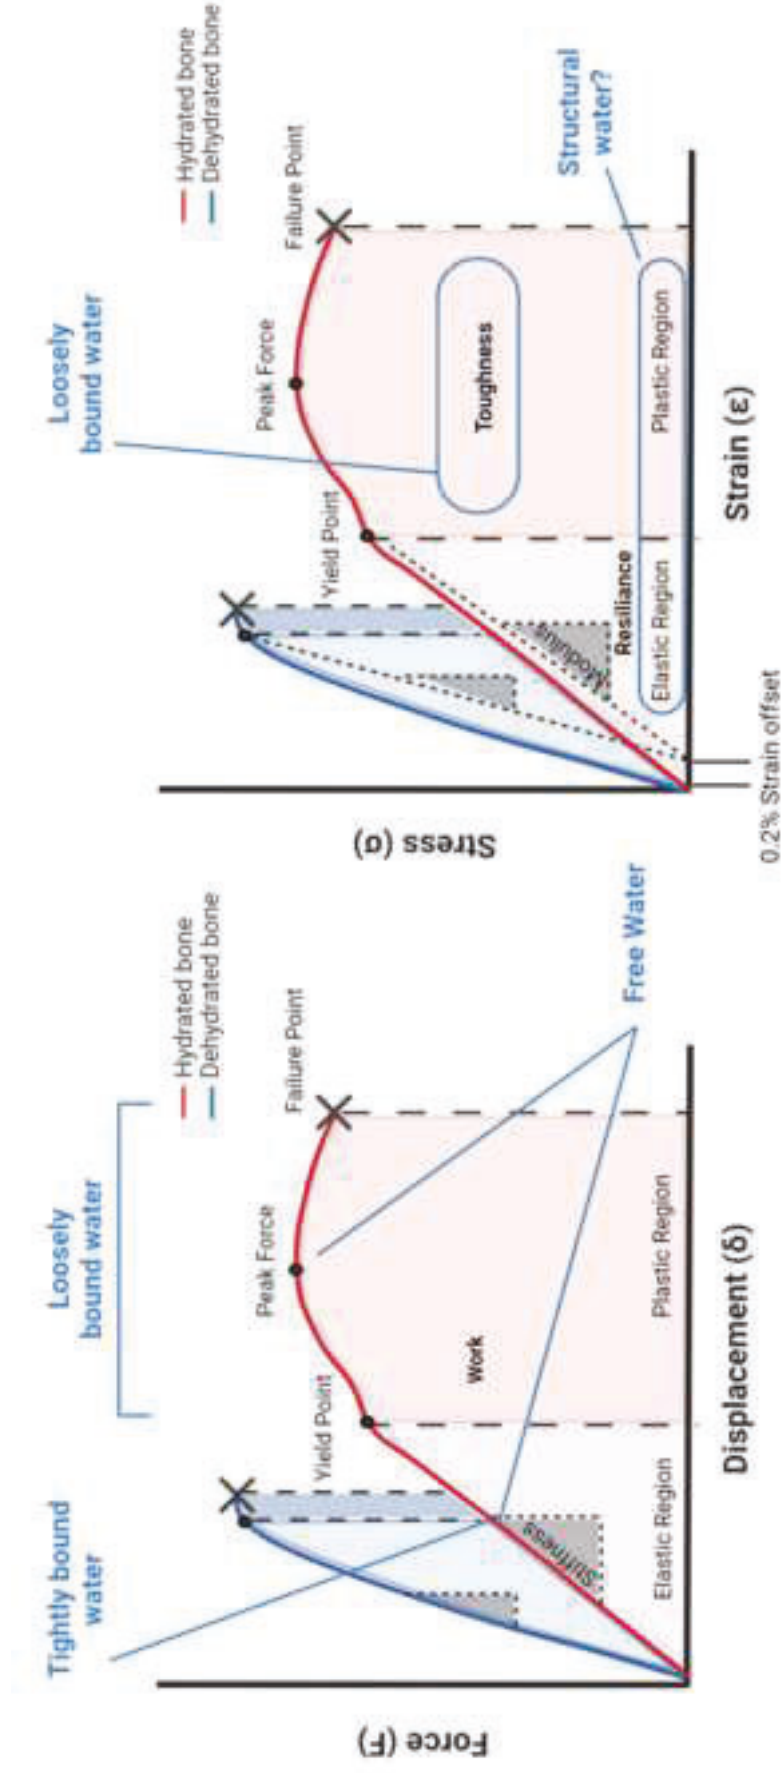 Tightly bound
water
Loosely
bound water
Hydrated bone
Dehydrated bone
Failure Point
Peak Force
Yield Point
Work
Stiffness
Elastic Region
Plastic Region
Free Water
Force (F)
Displacement (δ)
Loosely
bound water
Hydrated bone
Dehydrated bone
Failure Point
Peak Force
Yield Point
Structural
water?
Toughness
Modulus
Resiliance
Elastic Region
Plastic Region
Stress (σ)
Strain (ε)
0.2% Strain offset